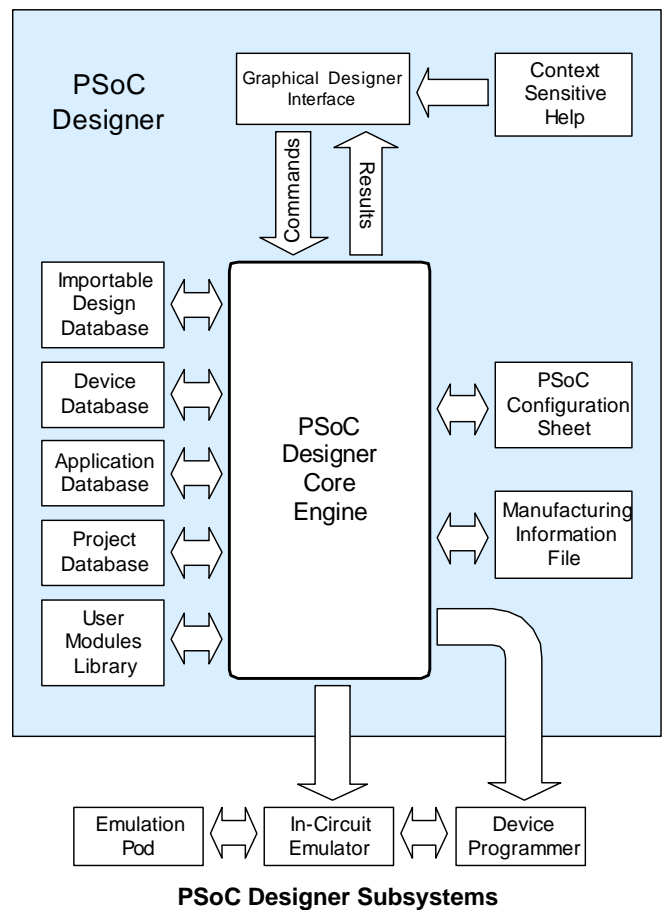 PSoC
Designer
Graphical Designer
Interface
Context
Sensitive
Help
Commands
Results
Importable
Design
Database
Device
Database
Application
Database
Project
Database
User
Modules
Library
PSoC
Designer
Core
Engine
PSoC
Configuration
Sheet
Manufacturing
Information
File
Emulation
Pod
In-Circuit
Emulator
Device
Programmer
PSoC Designer Subsystems